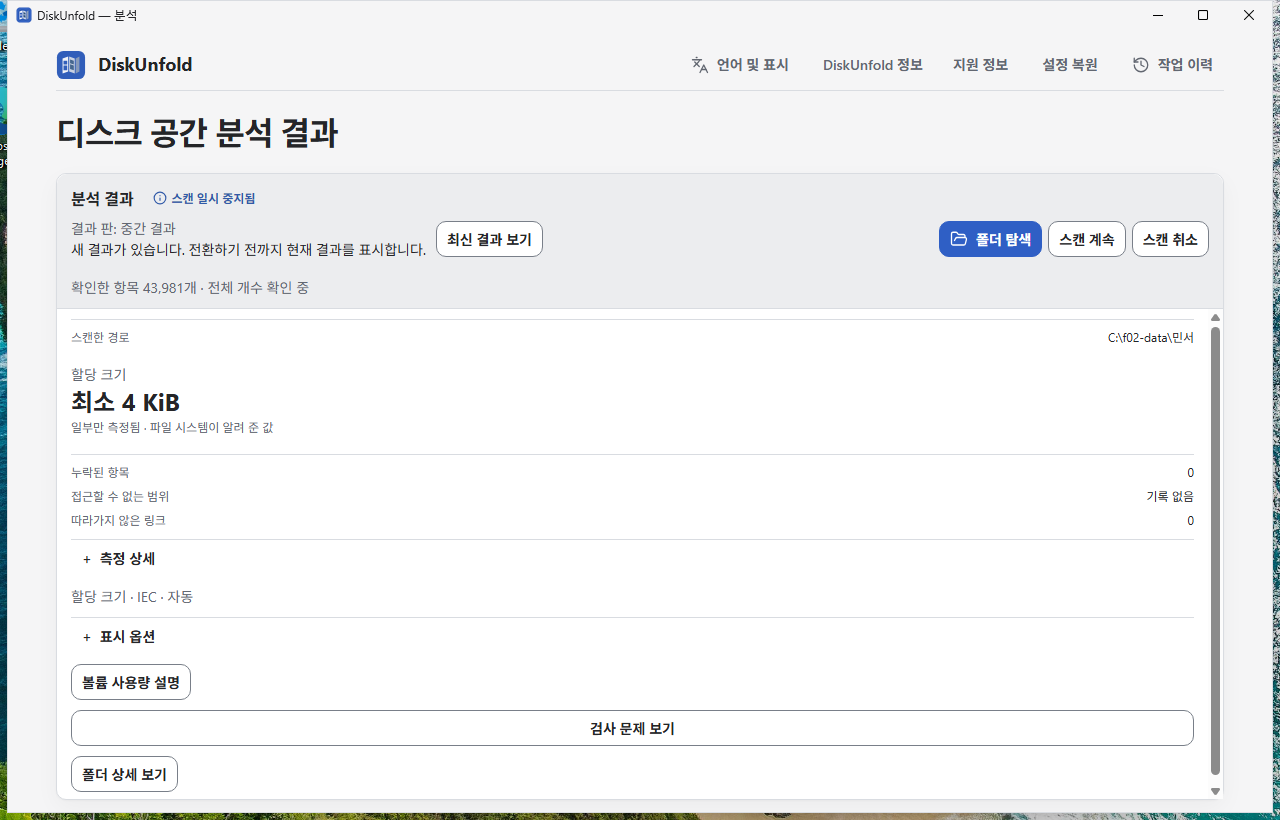 DiskUnfold — 분석
DiskUnfold
언어 및 표시
DiskUnfold 정보
지원 정보
설정 복원
작업 이력
디스크 공간 분석 결과
분석 결과
스캔 일시 중지됨
결과 판: 중간 결과
새 결과가 있습니다. 전환하기 전까지 현재 결과를 표시합니다.
최신 결과 보기
폴더 탐색
스캔 계속
스캔 취소
확인한 항목 43,981개 · 전체 개수 확인 중
스캔한 경로
C:\f02-data\민서
할당 크기
최소 4 KiB
일부만 측정됨 · 파일 시스템이 알려 준 값
누락된 항목
0
접근할 수 없는 범위
기록 없음
따라가지 않은 링크
0
+ 측정 상세
할당 크기 · IEC · 자동
+ 표시 옵션
볼륨 사용량 설명
검사 문제 보기
폴더 상세 보기